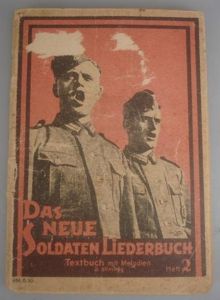 DAS
NEUE
SOLDATEN LIEDERBUCH
Textbuch mit Melodien
Heft 2